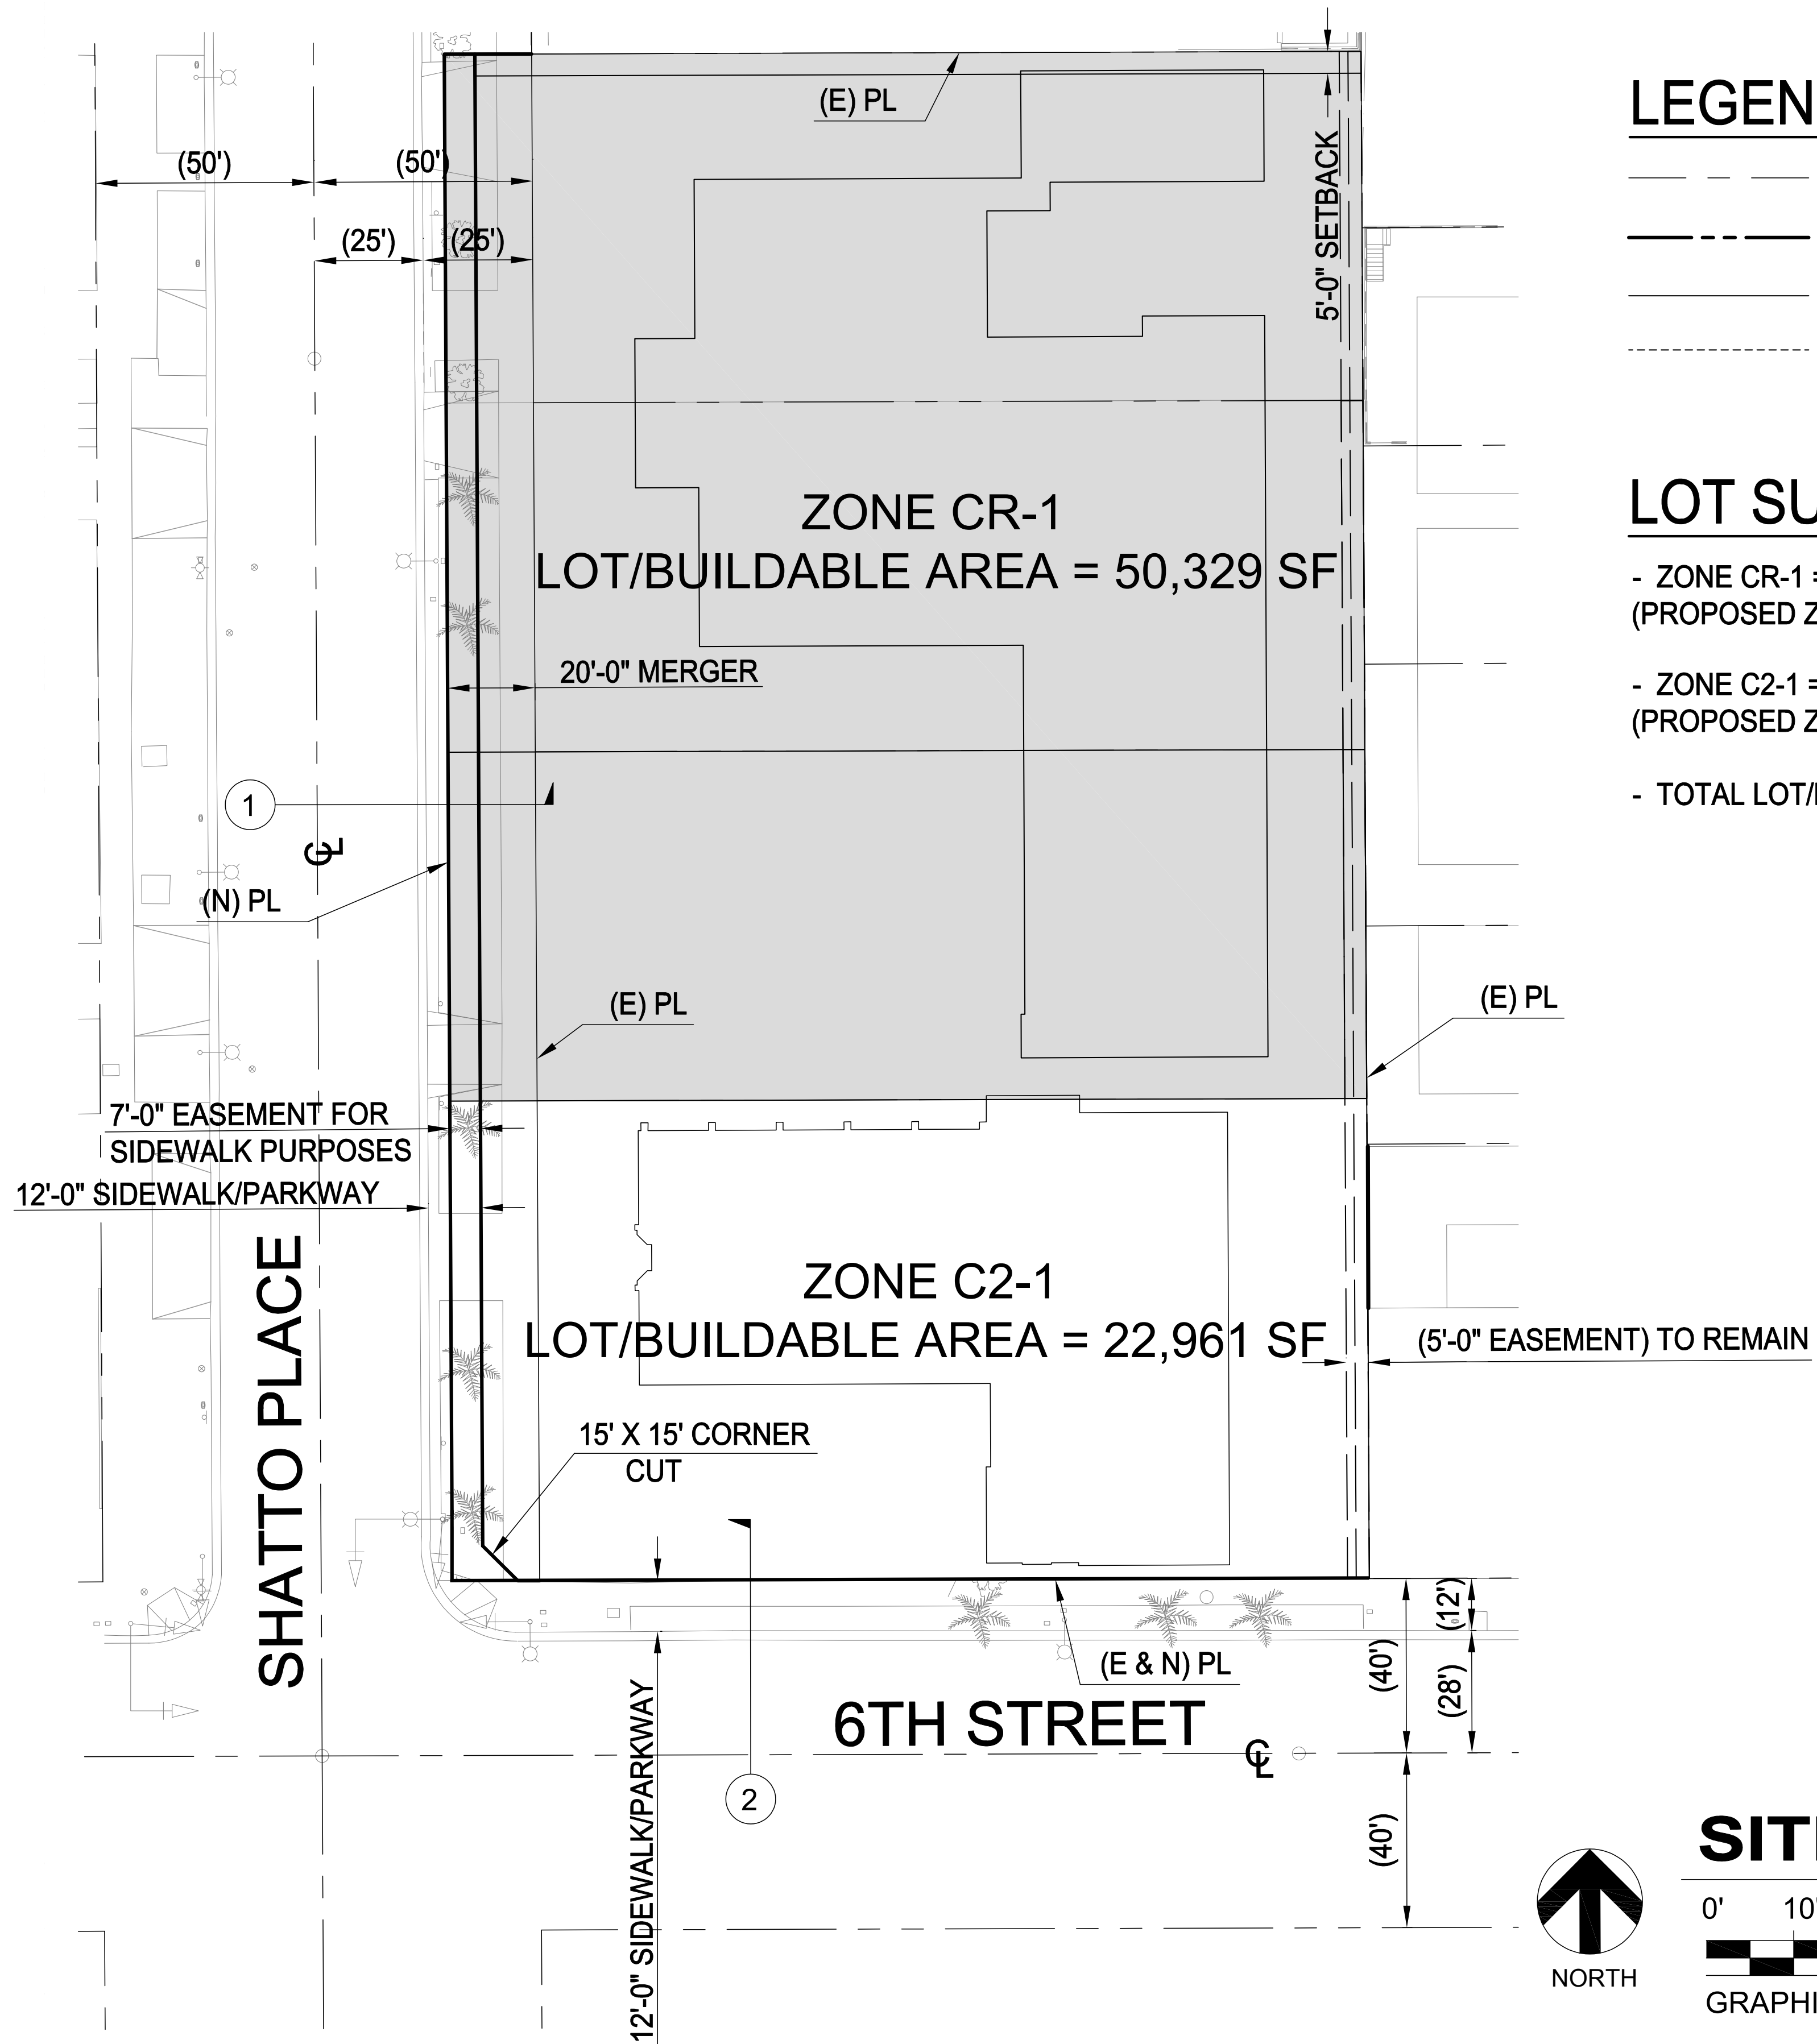 (E) PL
(50')
(50')
(25')
(25')
5'-0" SETBACK
ZONE CR-1
LOT/BUILDABLE AREA = 50,329 SF
20'-0" MERGER
1
℄
(N) PL
(E) PL
(E) PL
7'-0" EASEMENT FOR
SIDEWALK PURPOSES
12'-0" SIDEWALK/PARKWAY
SHATTO PLACE
ZONE C2-1
LOT/BUILDABLE AREA = 22,961 SF
(5'-0" EASEMENT) TO REMAIN
15' X 15' CORNER
CUT
(12')
(40')
(28')
(E & N) PL
6TH STREET
℄
12'-0" SIDEWALK/PARKWAY
2
(40')
LEGEN
LOT SU
- ZONE CR-1 =
(PROPOSED Z
- ZONE C2-1 =
(PROPOSED Z
- TOTAL LOT/
NORTH
SIT
0' 10'
GRAPHI